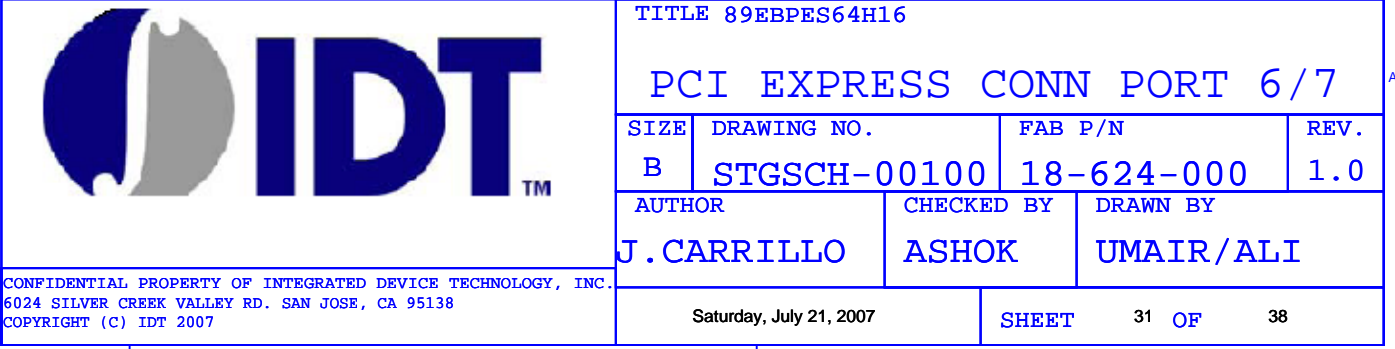 IDT TM
CONFIDENTIAL PROPERTY OF INTEGRATED DEVICE TECHNOLOGY, INC.
6024 SILVER CREEK VALLEY RD. SAN JOSE, CA 95138
COPYRIGHT (C) IDT 2007
TITLE 89EBPES64H16
PCI EXPRESS CONN PORT 6/7
A
SIZE DRAWING NO. FAB P/N REV.
B STGSCH-00100 18-624-000 1.0
AUTHOR CHECKED BY DRAWN BY
J.CARRILLO ASHOK UMAIR/ALI
Saturday, July 21, 2007 SHEET 31 OF 38